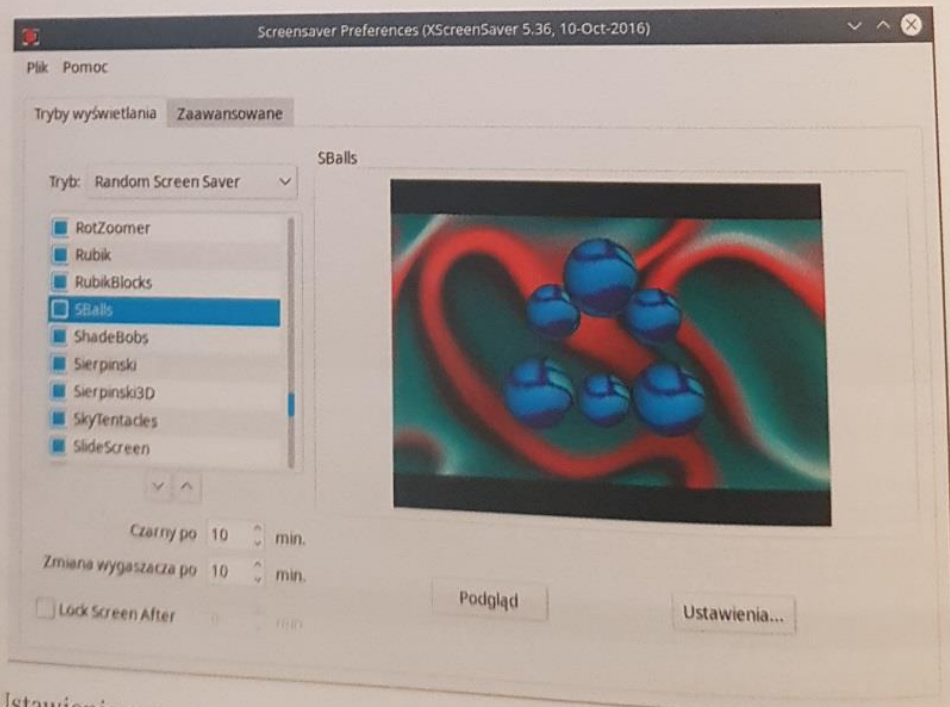 Screensaver Preferences (XScreenSaver 5.36, 10-Oct-2016)
Plik Pomoc
Tryby wyświetlania Zaawansowane
SBalls
Tryb: Random Screen Saver
RotZoomer
Rubik
RubikBlocks
SBalls
ShadeBobs
Sierpinski
Sierpinski3D
SkyTentacles
SlideScreen
Czarny po 10 min.
Zmiana wygaszacza po 10 min.
Lock Screen After 0 min
Podgląd
Ustawienia...